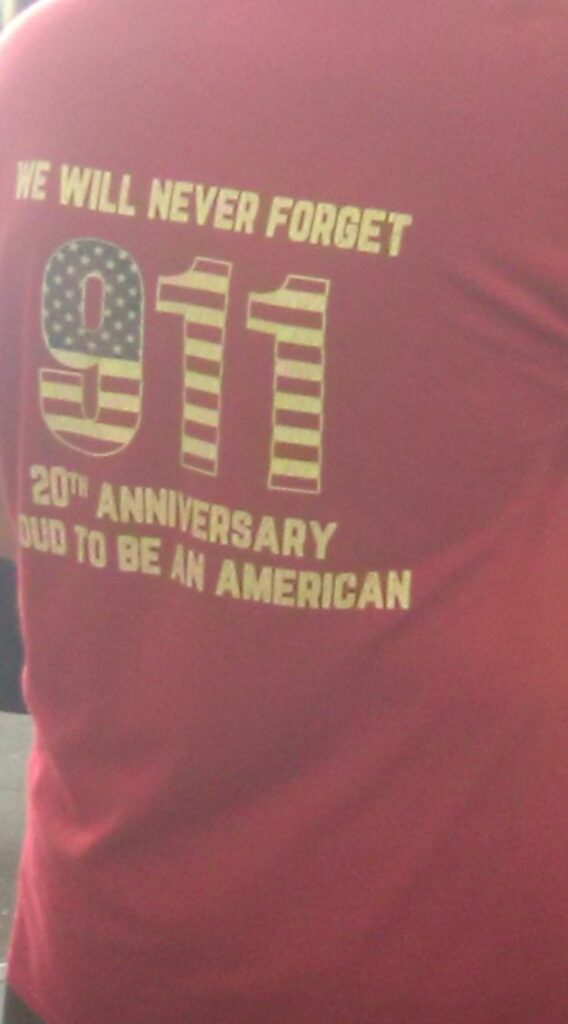 WE WILL NEVER FORGET
911
20TH ANNIVERSARY
OUD TO BE AN AMERICAN